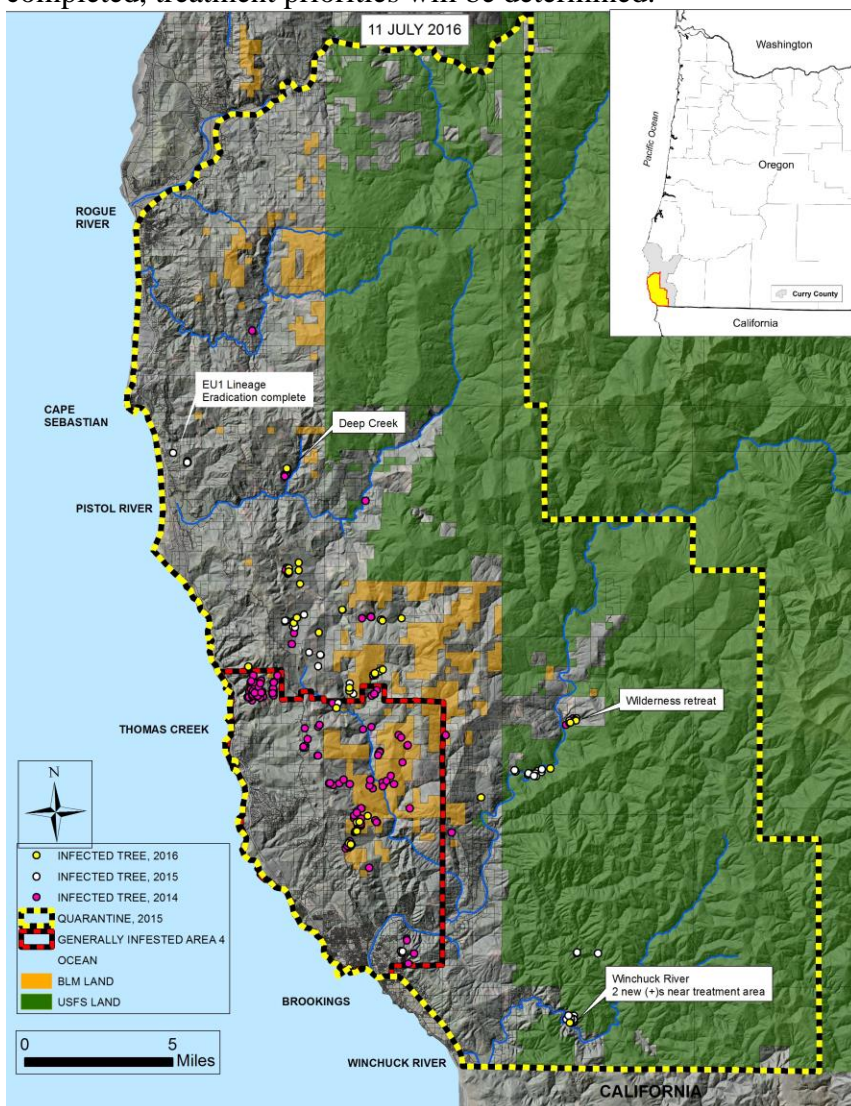 completed, treatment priorities will be determined.
11 JULY 2016
Washington
Pacific Ocean
Oregon
Curry County
California
ROGUE
RIVER
EU1 Lineage
Eradication complete
CAPE
SEBASTIAN
Deep Creek
PISTOL RIVER
Wilderness retreat
THOMAS CREEK
N
INFECTED TREE, 2016
INFECTED TREE, 2015
INFECTED TREE, 2014
QUARANTINE, 2015
GENERALLY INFESTED AREA 4
OCEAN
BLM LAND
USFS LAND
Winchuck River
2 new (+)s near treatment area
BROOKINGS
0 5
Miles
WINCHUCK RIVER
CALIFORNIA